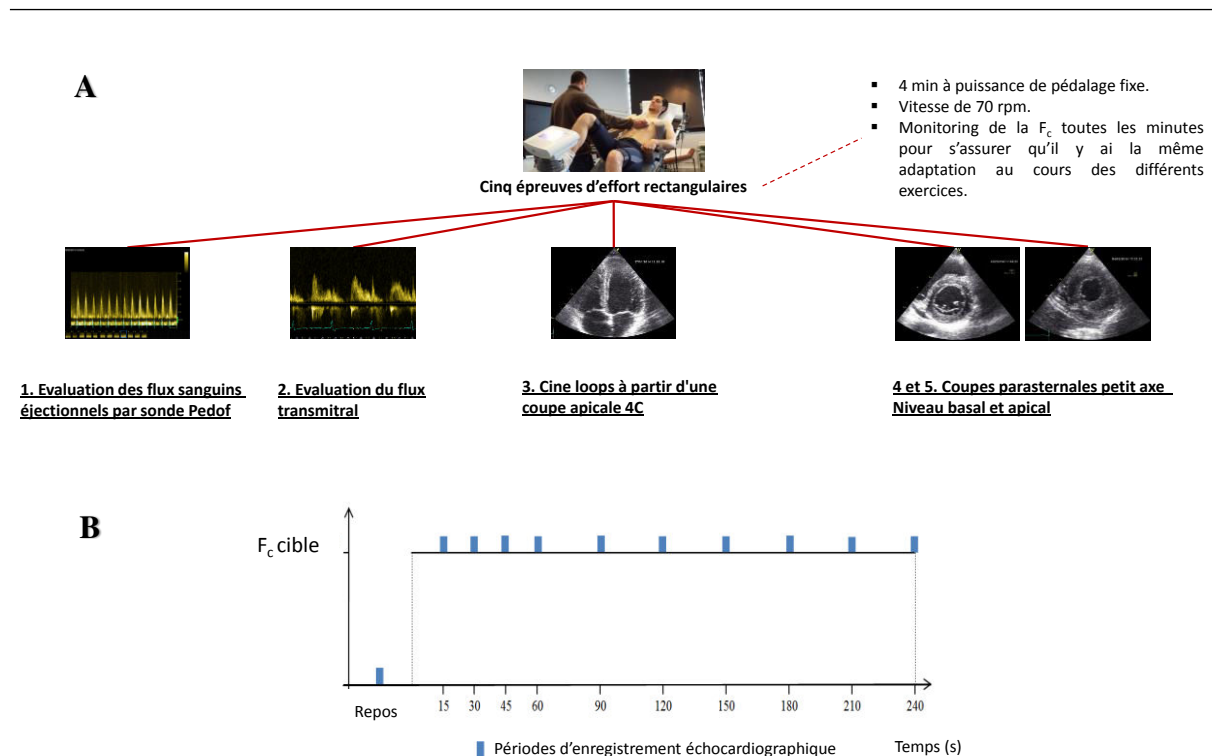 A
▪ 4 min à puissance de pédalage fixe.
▪ Vitesse de 70 rpm.
▪ Monitoring de la Fc toutes les minutes
pour s'assurer qu'il y ai la même
adaptation au cours des différents
exercices.
Cinq épreuves d'effort rectangulaires
1. Evaluation des flux sanguins
éjectionnels par sonde Pedof
2. Evaluation du flux
transmitral
3. Cine loops à partir d'une
coupe apicale 4C
4 et 5. Coupes parasternales petit axe
Niveau basal et apical
B
Fc cible
Repos
15 30 45 60 90 120 150 180 210 240
Périodes d'enregistrement échocardiographique
Temps (s)